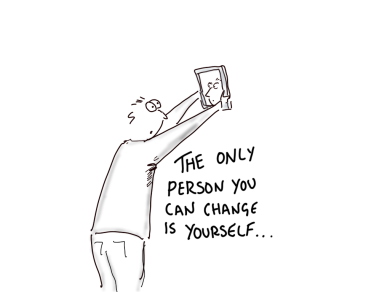 THE ONLY
PERSON YOU
CAN CHANGE
IS YOURSELF...